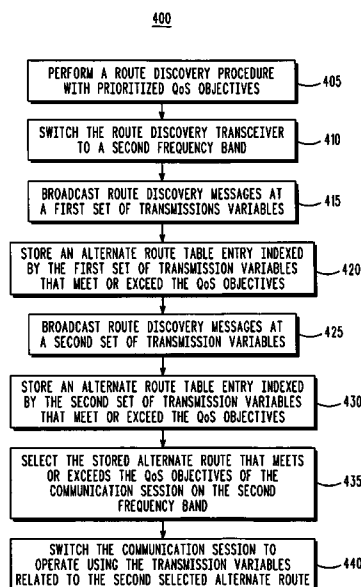 400
PERFORM A ROUTE DISCOVERY PROCEDURE
WITH PRIORITIZED QoS OBJECTIVES
405
SWITCH THE ROUTE DISCOVERY TRANSCEIVER
TO A SECOND FREQUENCY BAND
410
BROADCAST ROUTE DISCOVERY MESSAGES AT
A FIRST SET OF TRANSMISSIONS VARIABLES
415
STORE AN ALTERNATE ROUTE TABLE ENTRY INDEXED
BY THE FIRST SET OF TRANSMISSION VARIABLES
THAT MEET OR EXCEED THE QoS OBJECTIVES
420
BROADCAST ROUTE DISCOVERY MESSAGES AT
A SECOND SET OF TRANSMISSION VARIABLES
425
STORE AN ALTERNATE ROUTE TABLE ENTRY INDEXED
BY THE SECOND SET OF TRANSMISSION VARIABLES
THAT MEET OR EXCEED THE QoS OBJECTIVES
430
SELECT THE STORED ALTERNATE ROUTE THAT MEETS
OR EXCEEDS THE QoS OBJECTIVES OF THE
COMMUNICATION SESSION ON THE SECOND
FREQUENCY BAND
435
SWITCH THE COMMUNICATION SESSION TO
OPERATE USING THE TRANSMISSION VARIABLES
RELATED TO THE SECOND SELECTED ALTERNATE ROUTE
440